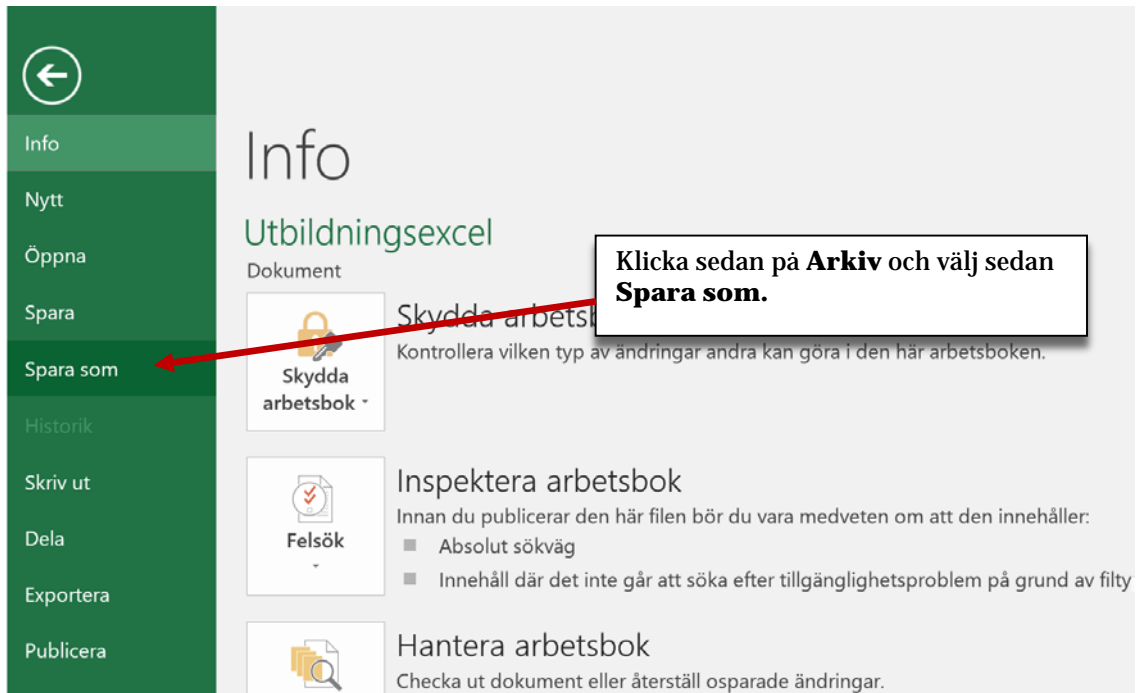 Info
Nytt
Öppna
Spara
Spara som
Historik
Skriv ut
Dela
Exportera
Publicera
Info
Utbildningsexcel
Dokument
Klicka sedan på Arkiv och välj sedan
Spara som.
Skydda
arbetsbok
Skydda
Kontrollera vilken typ av ändringar andra kan göra i den här arbetsboken.
Felsök
Inspektera arbetsbok
Innan du publicerar den här filen bör du vara medveten om att den innehåller:
Absolut sökväg
Innehåll där det inte går att söka efter tillgänglighetsproblem på grund av filty
Hantera arbetsbok
Checka ut dokument eller återställ osparade ändringar.